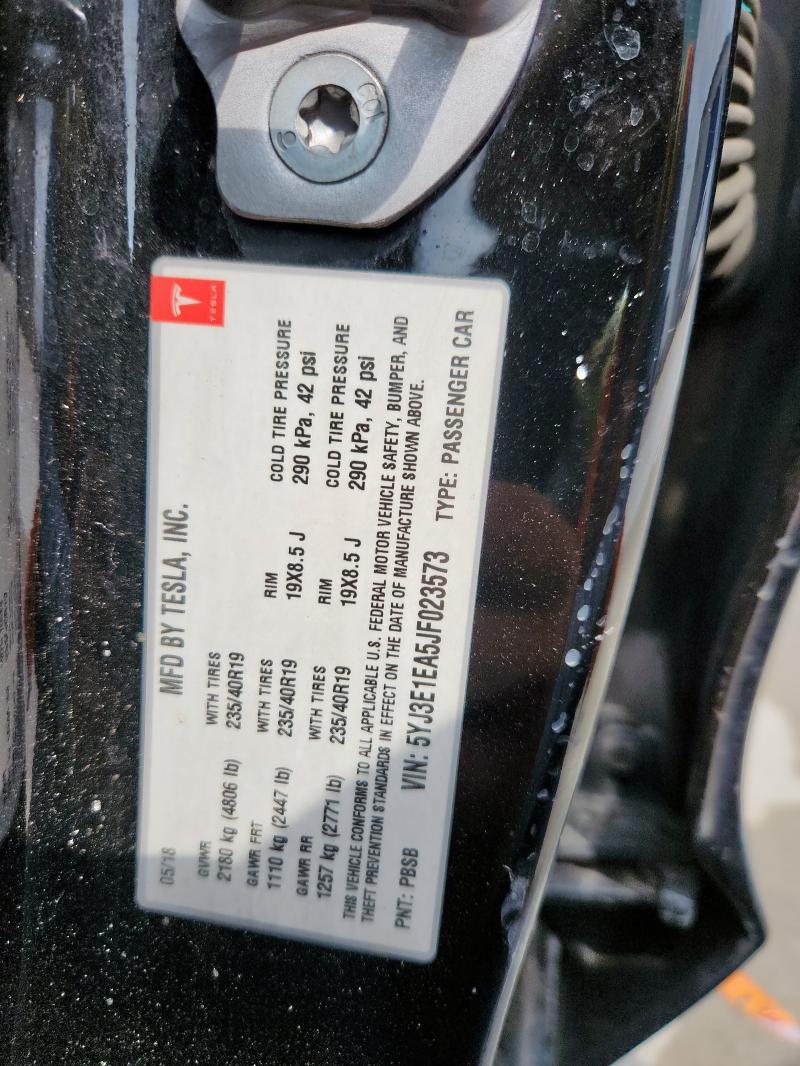 TESLA
MFD BY TESLA, INC.
05/18
GVWR
2180 kg (4806 lb)
WITH TIRES
235/40R19
GAWR FRT
1110 kg (2447 lb)
WITH TIRES
235/40R19
RIM
19X8.5 J
COLD TIRE PRESSURE
290 kPa, 42 psi
GAWR RR
1257 kg (2771 lb)
WITH TIRES
235/40R19
RIM
19X8.5 J
COLD TIRE PRESSURE
290 kPa, 42 psi
THIS VEHICLE CONFORMS TO ALL APPLICABLE U.S. FEDERAL MOTOR VEHICLE SAFETY, BUMPER, AND
THEFT PREVENTION STANDARDS IN EFFECT ON THE DATE OF MANUFACTURE SHOWN ABOVE.
PNT: PBSB VIN: 5YJ3E1EA5JF023573 TYPE: PASSENGER CAR